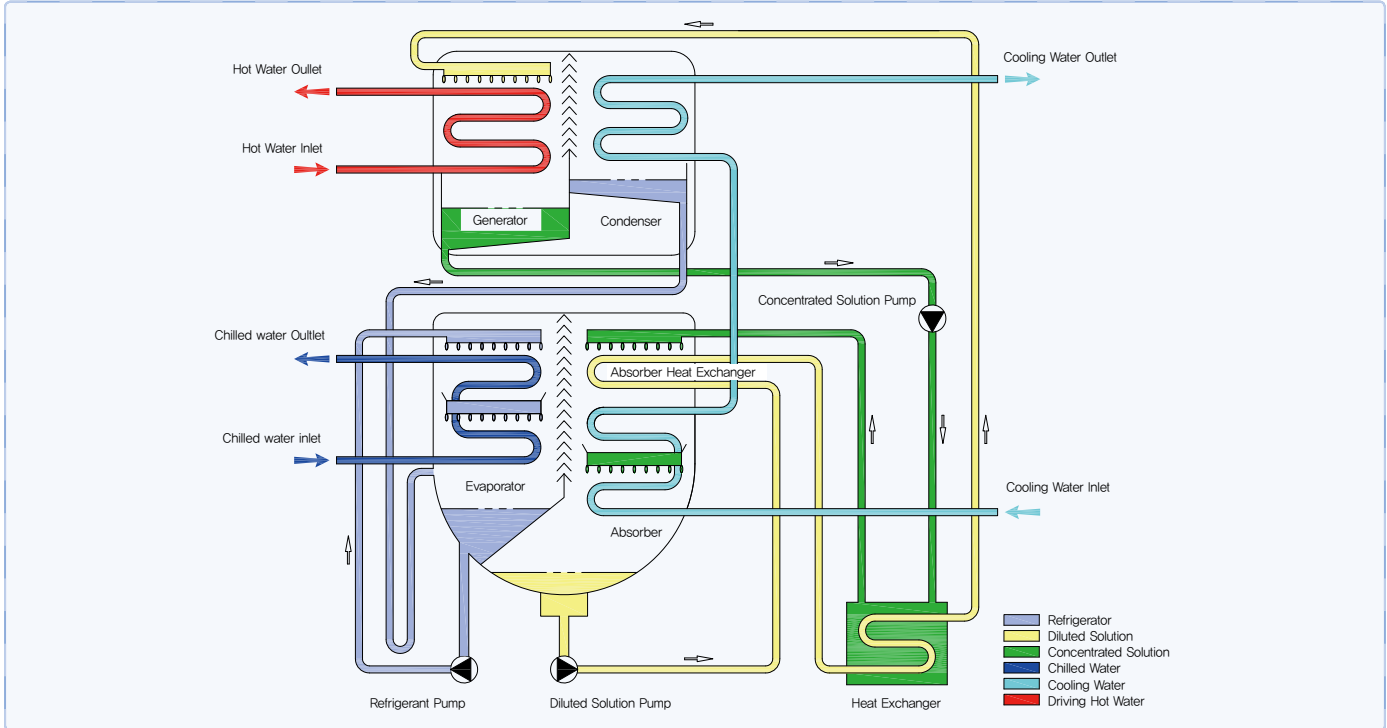 Hot Water Oullet
Cooling Water Outlet
Hot Water Inlet
Generator
Condenser
Concentrated Solution Pump
Chilled water Oultlet
Absorber Heat Exchanger
Chilled water inlet
Evaporator
Cooling Water Inlet
Absorber
Refrigerator
Diluted Solution
Concentrated Solution
Chilled Water
Cooling Water
Driving Hot Water
Refrigerant Pump
Diluted Solution Pump
Heat Exchanger